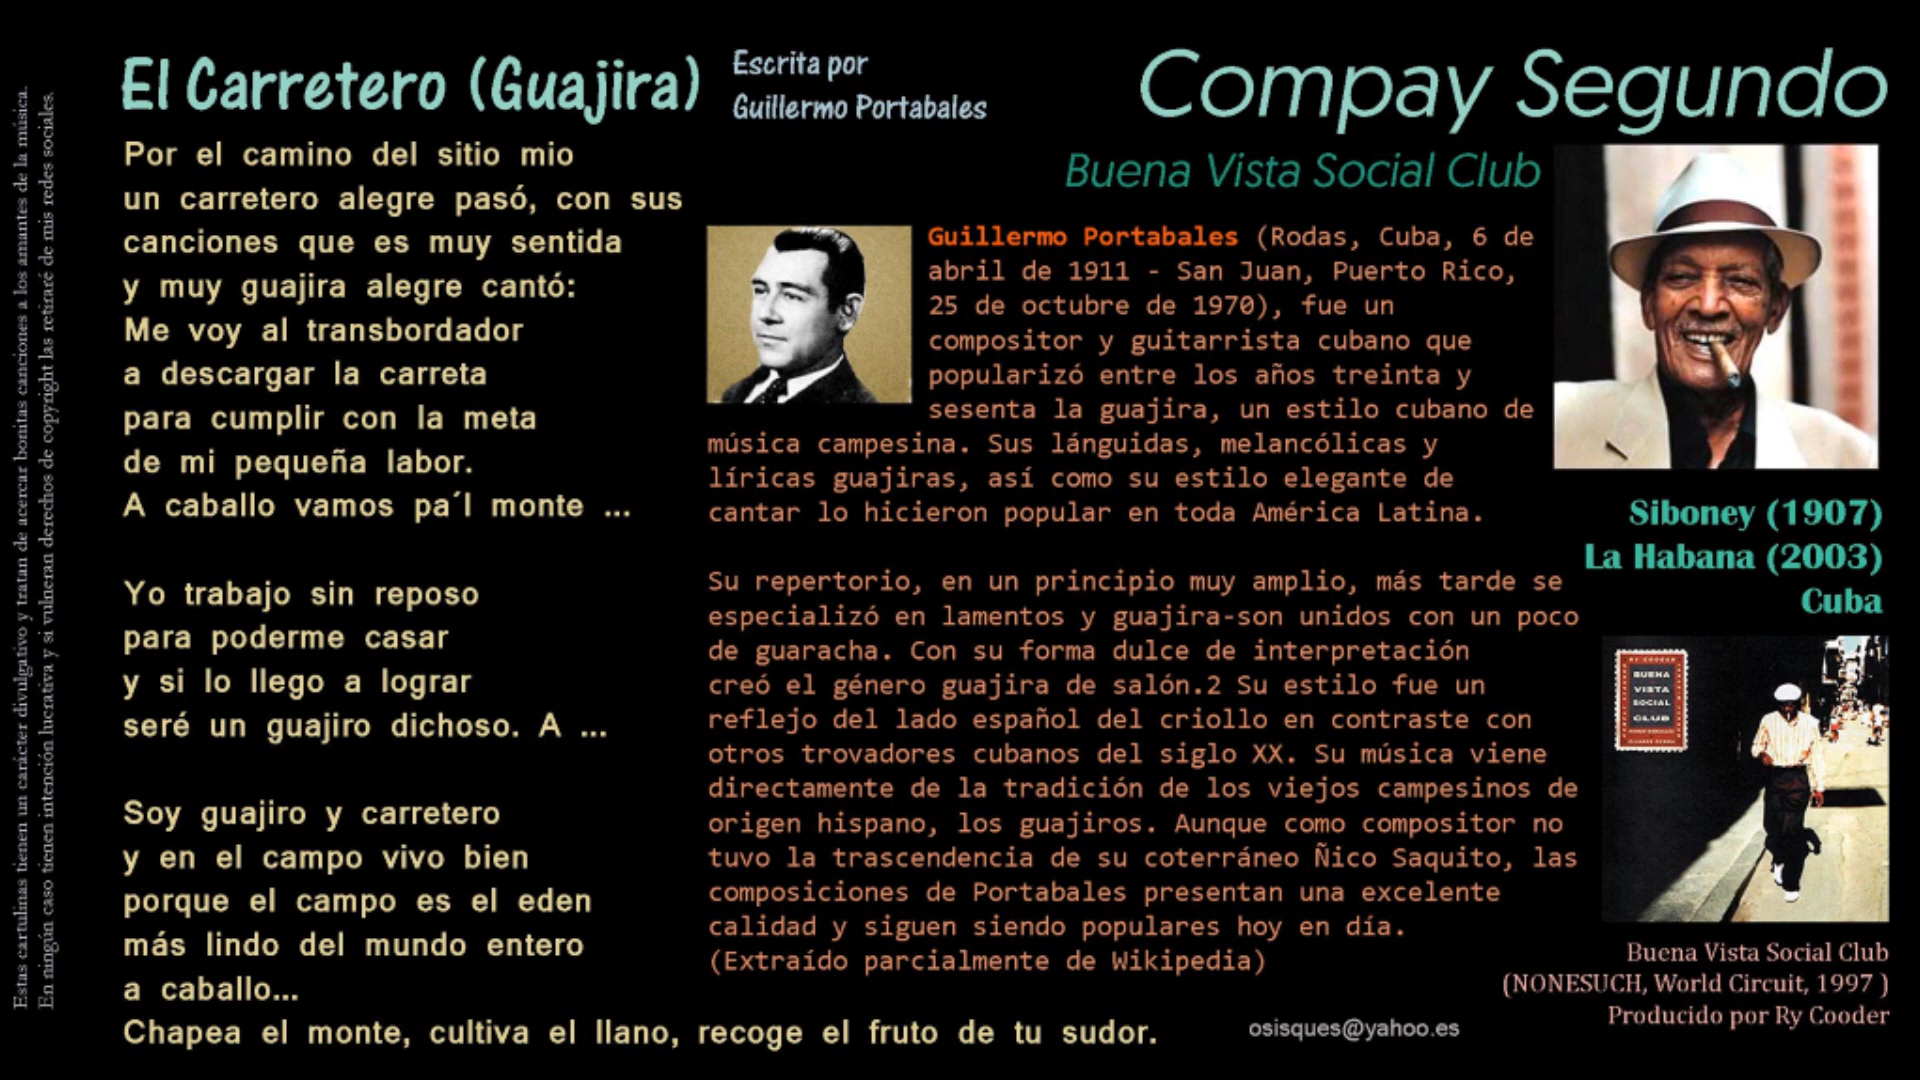 El Carretero (Guajira)
Escrita por
Guillermo Portabales
Compay Segundo
Buena Vista Social Club
Por el camino del sitio mio
un carretero alegre pasó, con sus
canciones que es muy sentida
y muy guajira alegre cantó:
Me voy al transbordador
a descargar la carreta
para cumplir con la meta
de mi pequeña labor.
A caballo vamos pa´l monte ...
Yo trabajo sin reposo
para poderme casar
y si lo llego a lograr
seré un guajiro dichoso. A ...
Soy guajiro y carretero
y en el campo vivo bien
porque el campo es el eden
más lindo del mundo entero
a caballo...
Chapea el monte, cultiva el llano, recoge el fruto de tu sudor.
Guillermo Portabales (Rodas, Cuba, 6 de
abril de 1911 - San Juan, Puerto Rico,
25 de octubre de 1970), fue un
compositor y guitarrista cubano que
popularizó entre los años treinta y
sesenta la guajira, un estilo cubano de
música campesina. Sus lánguidas, melancólicas y
líricas guajiras, así como su estilo elegante de
cantar lo hicieron popular en toda América Latina.
Su repertorio, en un principio muy amplio, más tarde se
especializó en lamentos y guajira-son unidos con un poco
de guaracha. Con su forma dulce de interpretación
creó el género guajira de salón.2 Su estilo fue un
reflejo del lado español del criollo en contraste con
otros trovadores cubanos del siglo XX. Su música viene
directamente de la tradición de los viejos campesinos de
origen hispano, los guajiros. Aunque como compositor no
tuvo la trascendencia de su coterráneo Ñico Saquito, las
composiciones de Portabales presentan una excelente
calidad y siguen siendo populares hoy en día.
(Extraído parcialmente de Wikipedia)
Siboney (1907)
La Habana (2003)
Cuba
RY COODER
BUENA
VISTA
SOCIAL
CLUB
Buena Vista Social Club
(NONESUCH, World Circuit, 1997 )
Producido por Ry Cooder
osisques@yahoo.es
Estas cartulinas tienen un carácter divulgativo y tratan de acercar bonitas canciones a los amantes de la música.
En ningún caso tienen intención lucrativa y si vulneran derechos de copyright las retiraré de mis redes sociales.